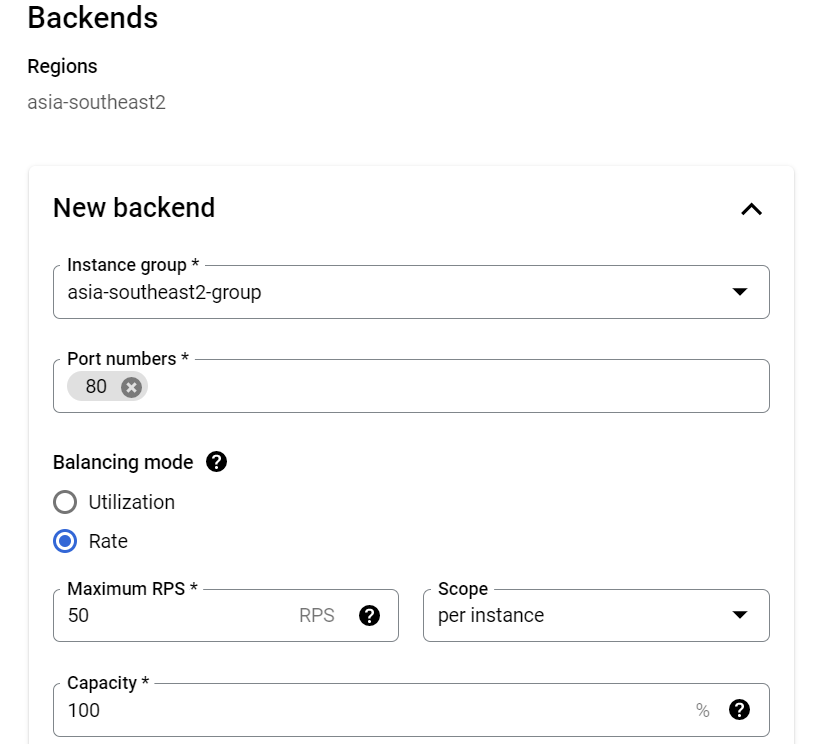 Backends
Regions
asia-southeast2
New backend
Instance group *
asia-southeast2-group
Port numbers *
80
Balancing mode
Utilization
Rate
Maximum RPS *
50 RPS
Scope
per instance
Capacity *
100 %